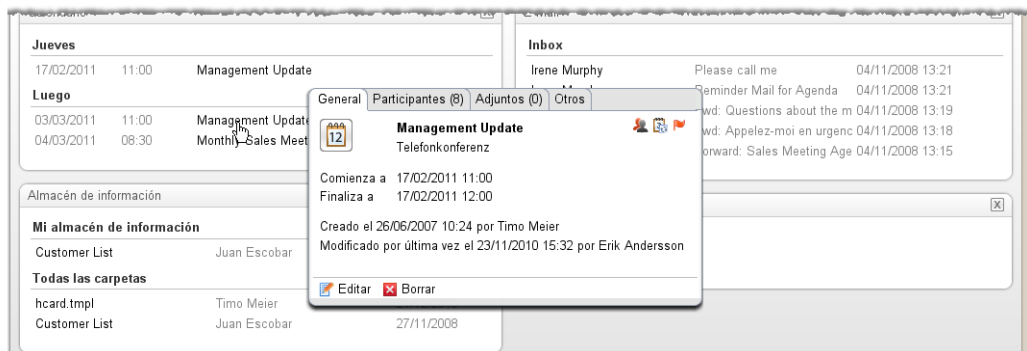 Jueves
17/02/2011 11:00 Management Update
Luego
03/03/2011 11:00 Management Update
04/03/2011 08:30 Monthly Sales Meet
Inbox
Irene Murphy Please call me 04/11/2008 13:21
Reminder Mail for Agenda 04/11/2008 13:21
wd: Questions about the m 04/11/2008 13:19
wd: Appelez-moi en urgenc 04/11/2008 13:18
orward: Sales Meeting Age 04/11/2008 13:15
General Participantes (8) Adjuntos (0) Otros
12
Management Update
Telefonkonferenz
Comienza a 17/02/2011 11:00
Finaliza a 17/02/2011 12:00
Creado el 26/06/2007 10:24 por Timo Meier
Modificado por última vez el 23/11/2010 15:32 por Erik Andersson
Editar Borrar
Almacén de información
Mi almacén de información
Customer List Juan Escobar
Todas las carpetas
hcard.tmpl Timo Meier
Customer List Juan Escobar 27/11/2008